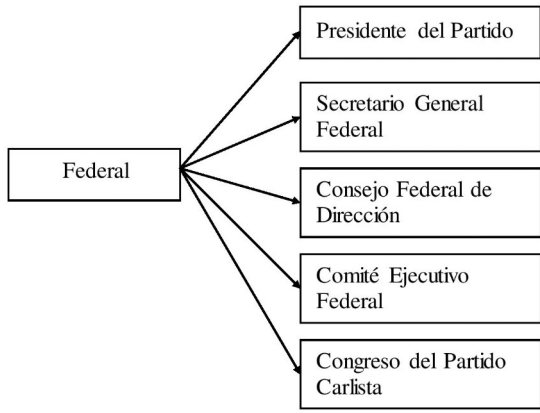 Federal
Presidente del Partido
Secretario General
Federal
Consejo Federal de
Dirección
Comité Ejecutivo
Federal
Congreso del Partido
Carlista